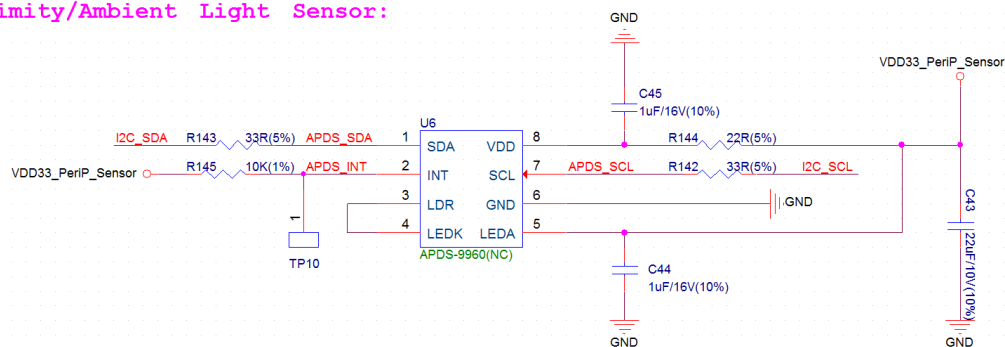 imity/Ambient Light Sensor:
GND
VDD33_PeriP_Sensor
C45
1uF/16V(10%)
U6
I2C_SDA R143 33R(5%) APDS_SDA 1 SDA VDD 8 R144 22R(5%)
VDD33_PeriP_Sensor R145 10K(1%) APDS_INT 2 INT SCL 7 APDS_SCL R142 33R(5%) I2C_SCL
3 LDR GND 6 GND
4 LEDK LEDA 5
APDS-9960(NC)
1
TP10
C44
1uF/16V(10%)
GND
C43
22uF/10V(10%)
GND